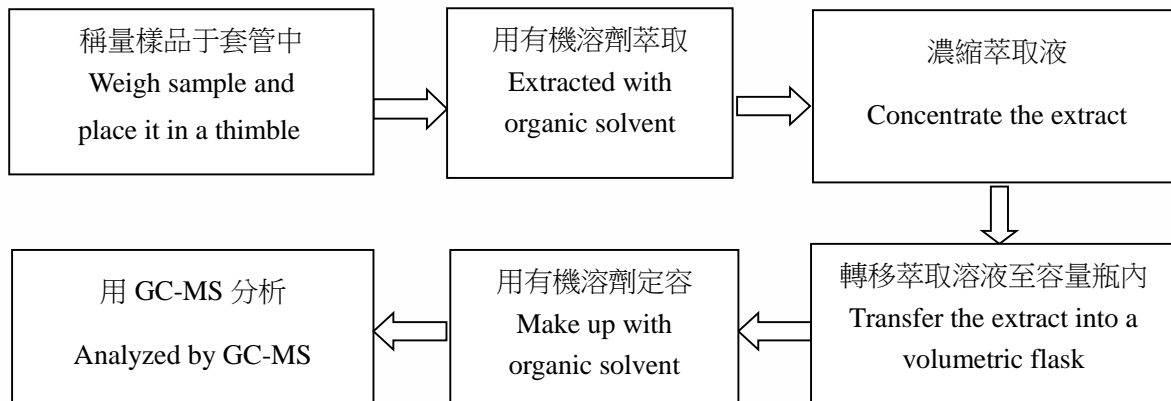 稱量樣品于套管中
Weigh sample and
place it in a thimble
用有機溶劑萃取
Extracted with
organic solvent
濃縮萃取液
Concentrate the extract
轉移萃取溶液至容量瓶內
Transfer the extract into a
volumetric flask
用有機溶劑定容
Make up with
organic solvent
用 GC-MS 分析
Analyzed by GC-MS